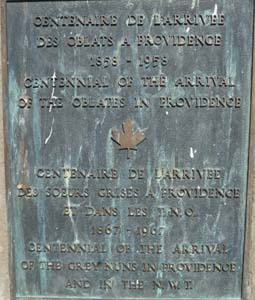 CENTENAIRE DE L'ARRIVÉE
DES OBLATS A PROVIDENCE
1858 - 1958
CENTENNIAL OF THE ARRIVAL
OF THE OBLATES IN PROVIDENCE
CENTENAIRE DE L'ARRIVÉE
DES SOEURS GRISES A PROVIDENCE
ET DANS LES T.N.O.
1867 - 1967
CENTENNIAL OF THE ARRIVAL
OF THE GREY NUNS IN PROVIDENCE
AND IN THE N.W.T.